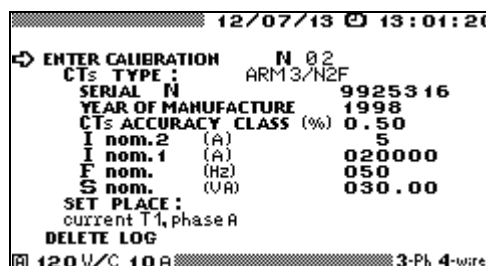 12/07/13 13:01:20
ENTER CALIBRATION N 02
CTs TYPE: ARM3/N2F
SERIAL N 9925316
YEAR OF MANUFACTURE 1998
CTs ACCURACY CLASS (%) 0.50
I nom.2 (A) 5
I nom.1 (A) 020000
F nom. (Hz) 050
S nom. (VA) 030.00
SET PLACE:
current T1, phase A
DELETE LOG
A 120 V/C 10 A 3-Ph 4-wire